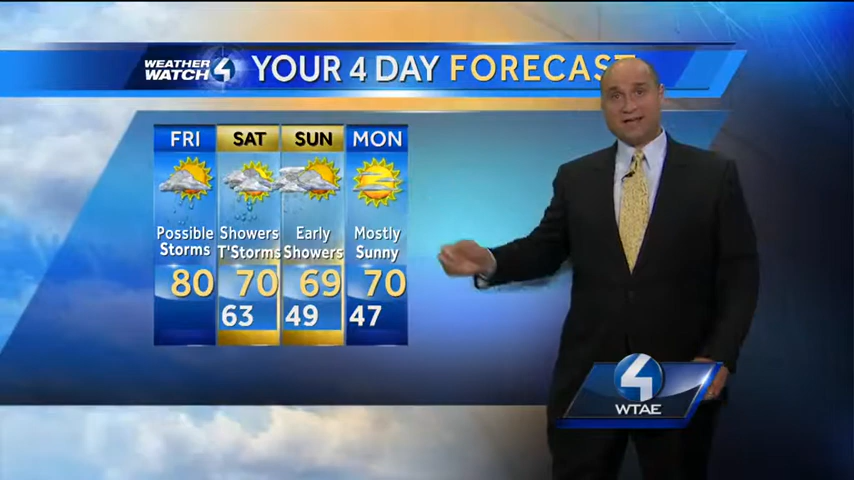 WEATHER
WATCH 4
YOUR 4 DAY FORECAST
FRI SAT SUN MON
Possible Showers Early Mostly
Storms T'Storms Showers Sunny
80 70 69 70
63 49 47
4
WTAE